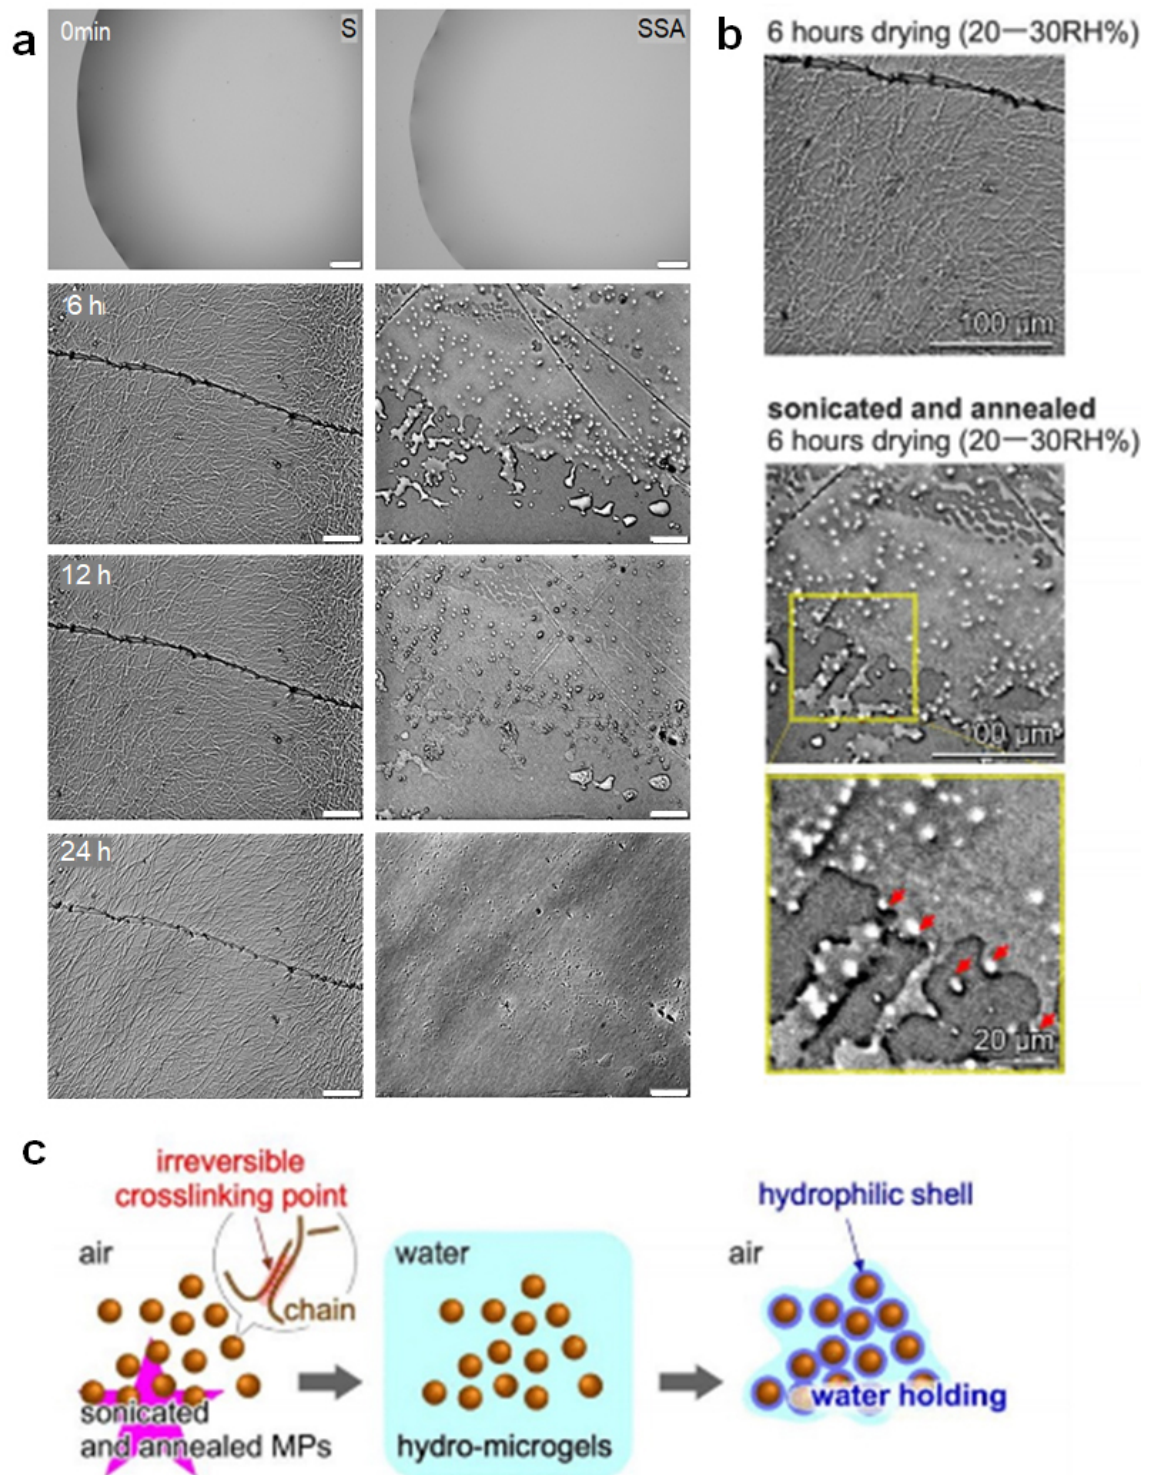 a
0min
S
SSA
6 h
12 h
24 h
b
6 hours drying (20—30RH%)
100 μm
sonicated and annealed
6 hours drying (20—30RH%)
100 μm
20 μm
c
irreversible
crosslinking point
air
chain
sonicated
and annealed MPs
water
hydro-microgels
hydrophilic shell
air
water holding